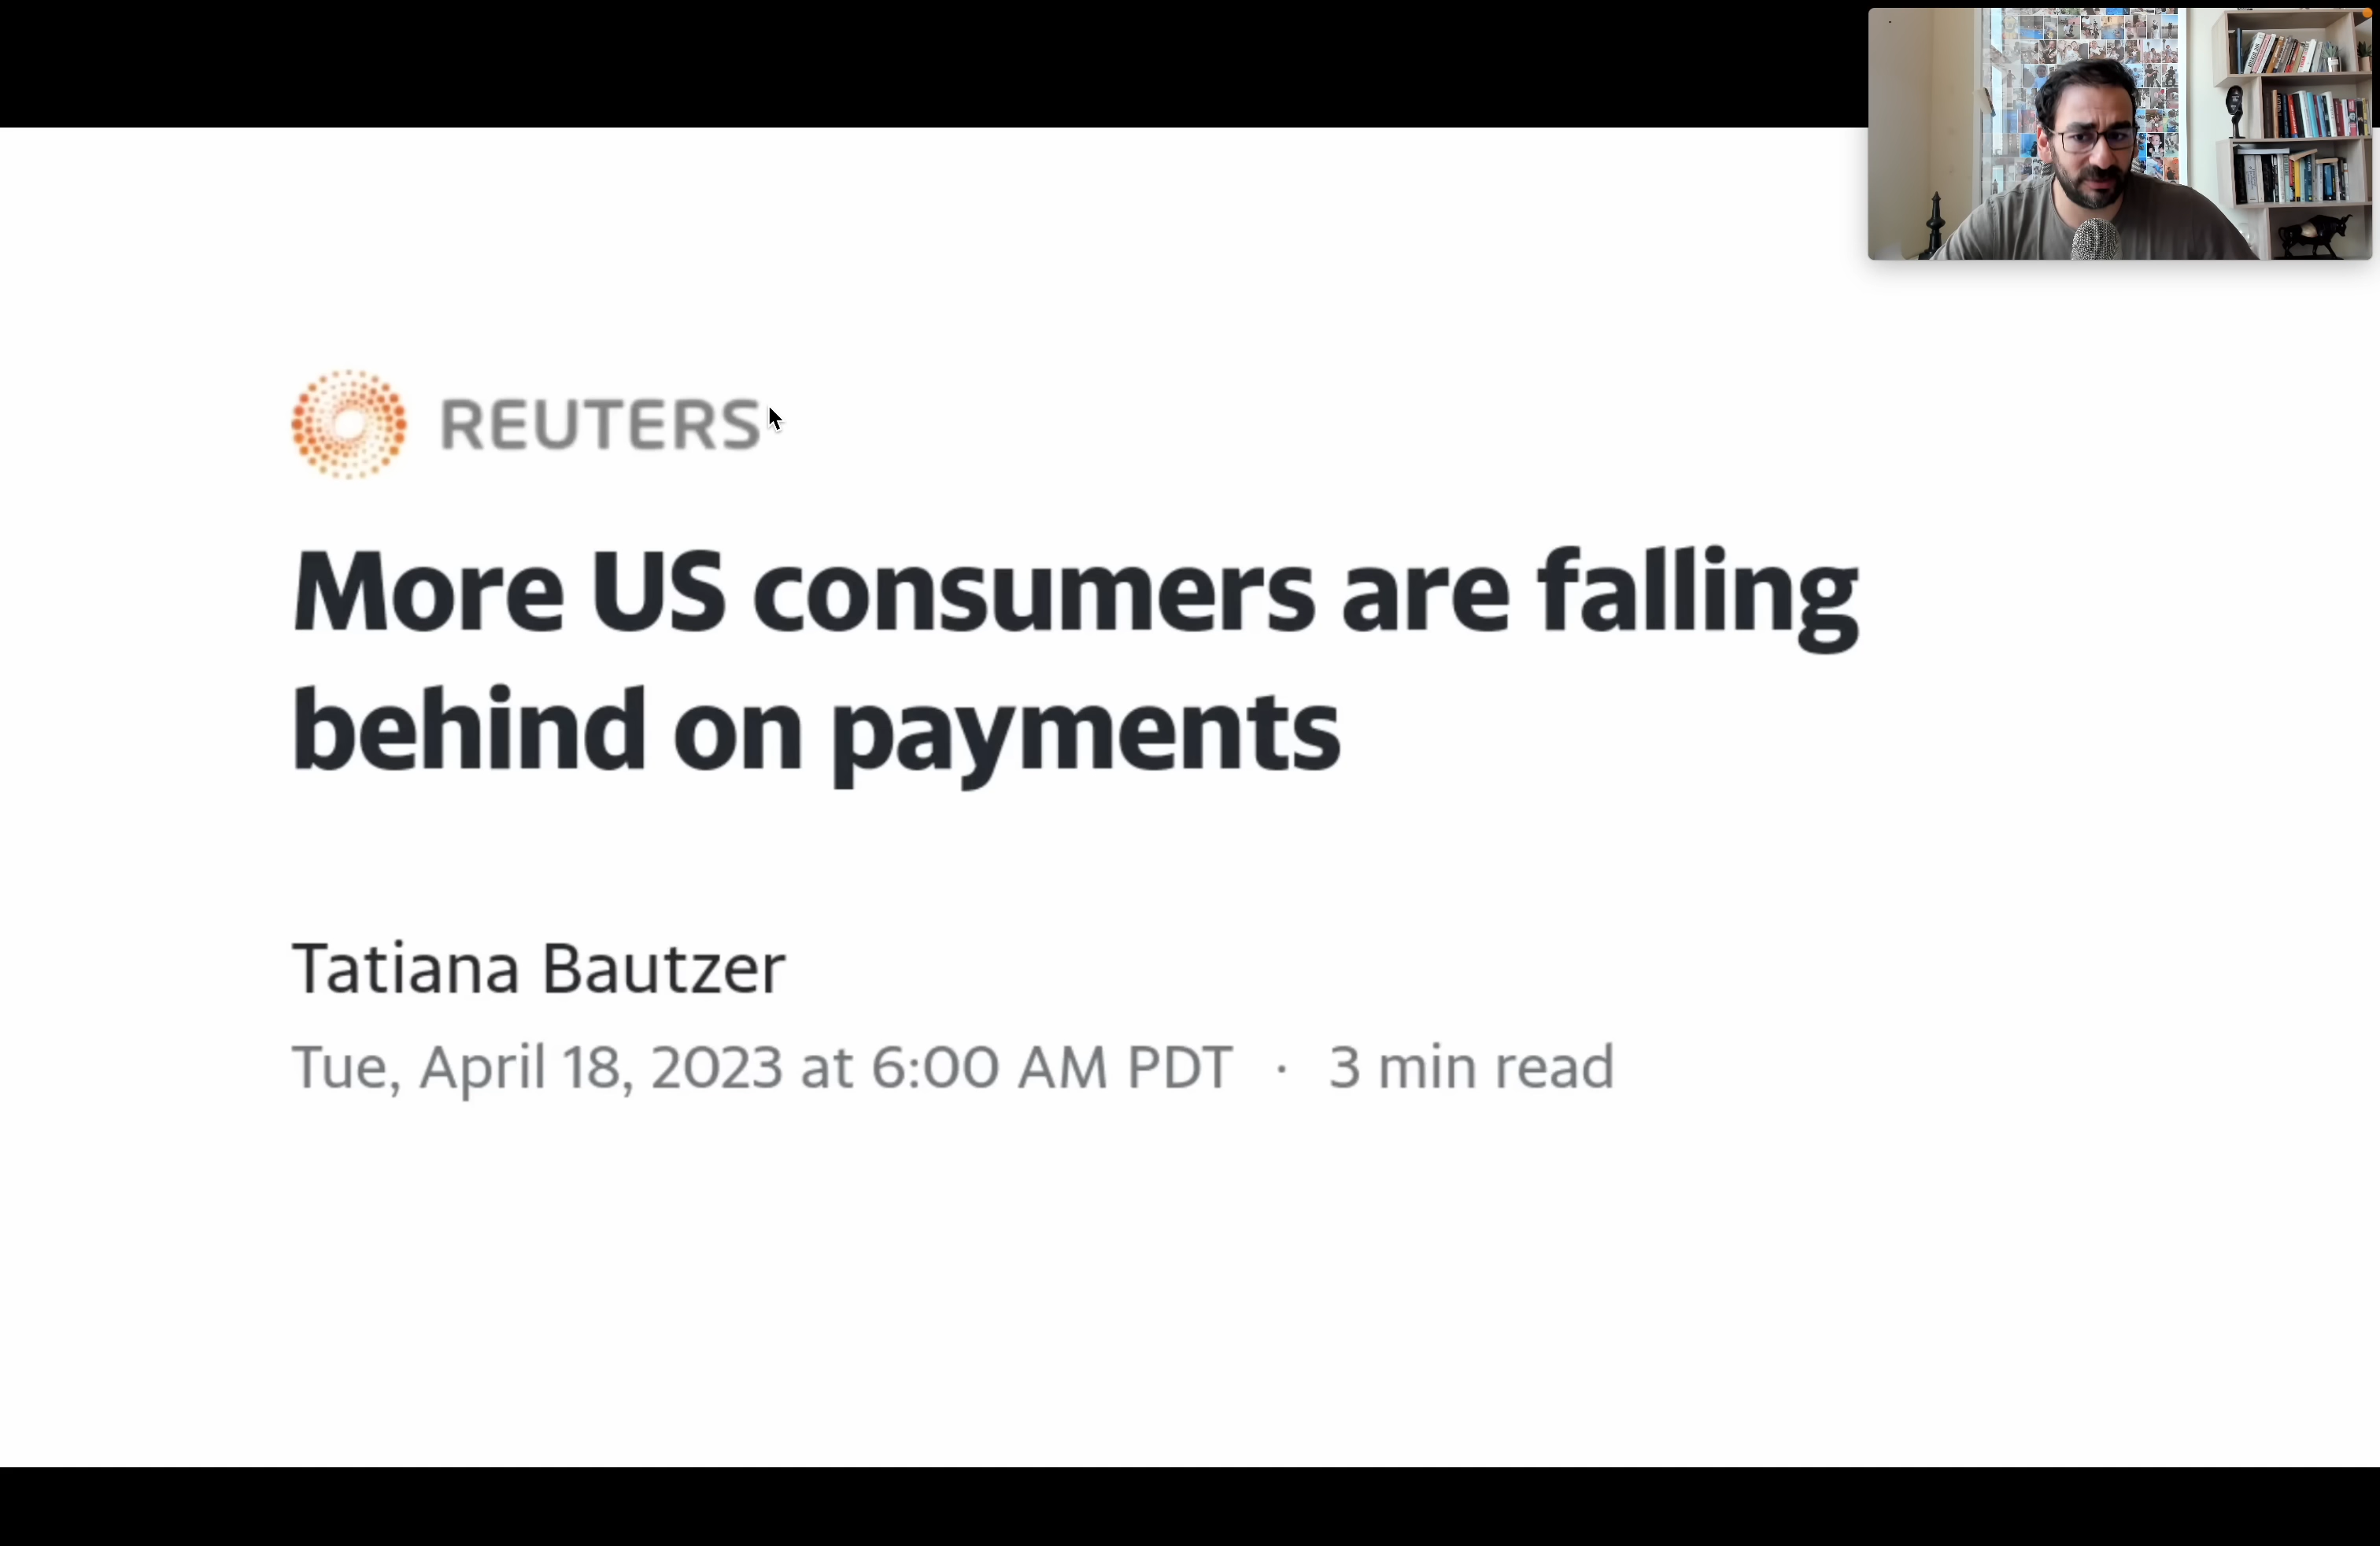 REUTERS
More US consumers are falling
behind on payments
Tatiana Bautzer
Tue, April 18, 2023 at 6:00 AM PDT · 3 min read